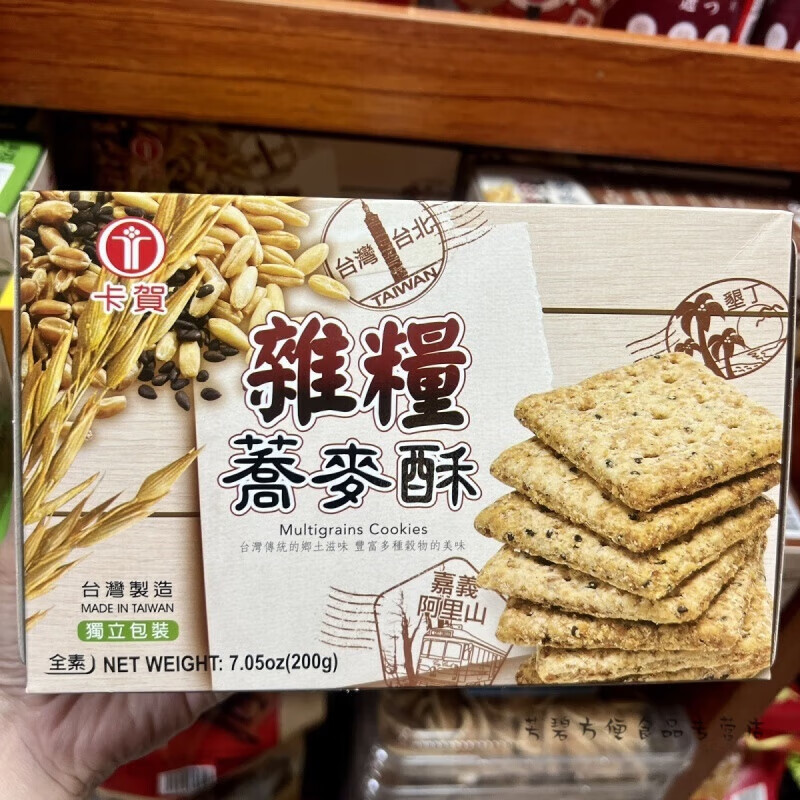 卡賀
台灣 台北
TAIWAN
墾丁
雜糧
蕎麥酥
Multigrains Cookies
台灣傳統的鄉土滋味 豐富多種穀物的美味
嘉義
阿里山
台灣製造
MADE IN TAIWAN
獨立包裝
全素 NET WEIGHT: 7.05oz(200g)